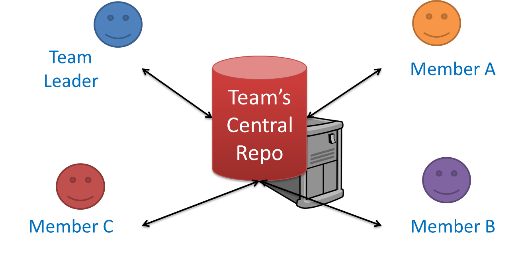 Team
Leader
Member A
Team's
Central
Repo
Member C
Member B